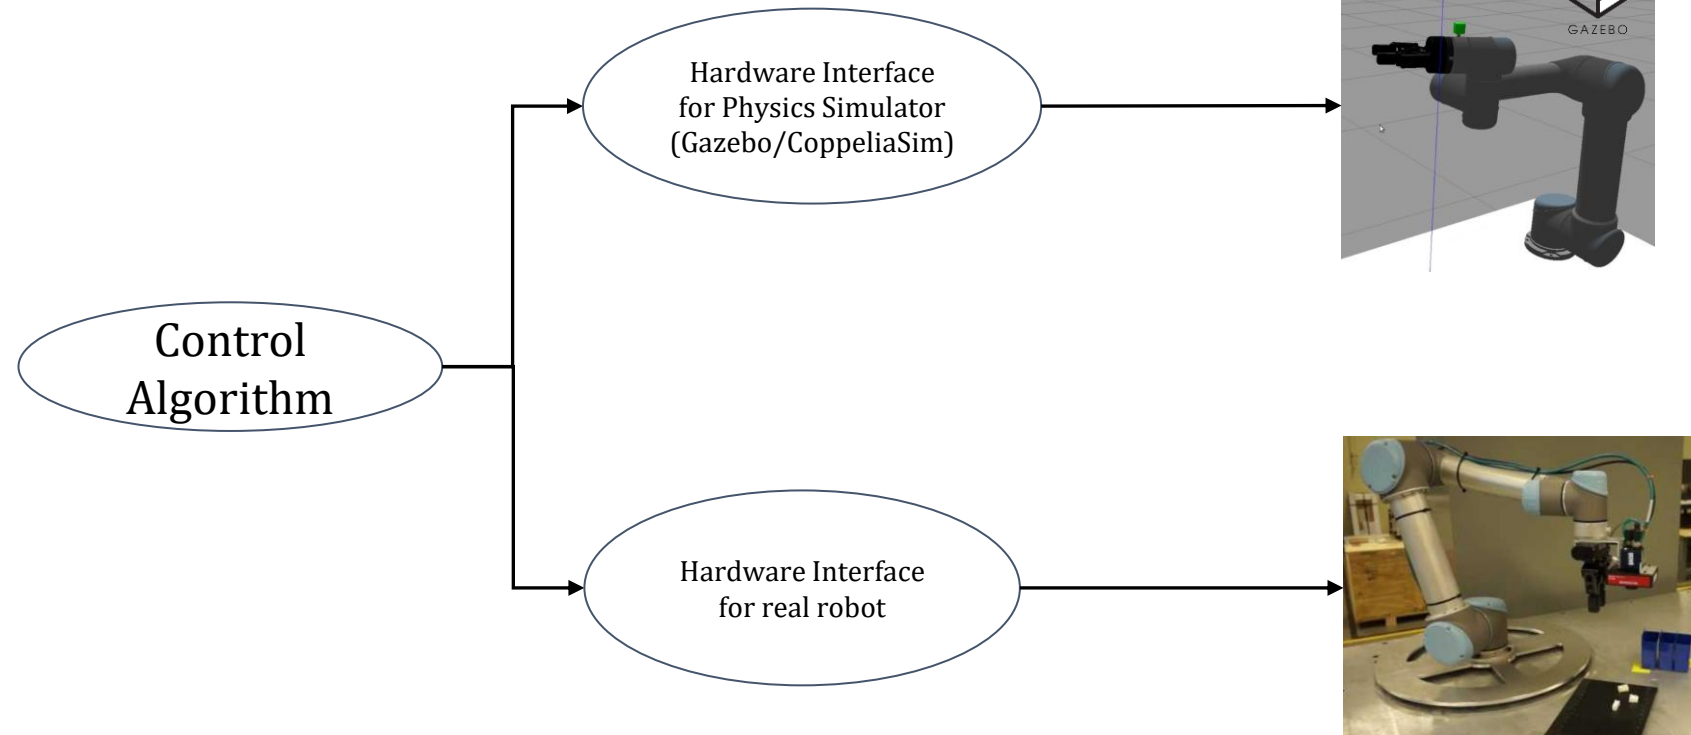 Hardware Interface
for Physics Simulator
(Gazebo/CoppeliaSim)
GAZEBO
Control
Algorithm
Hardware Interface
for real robot